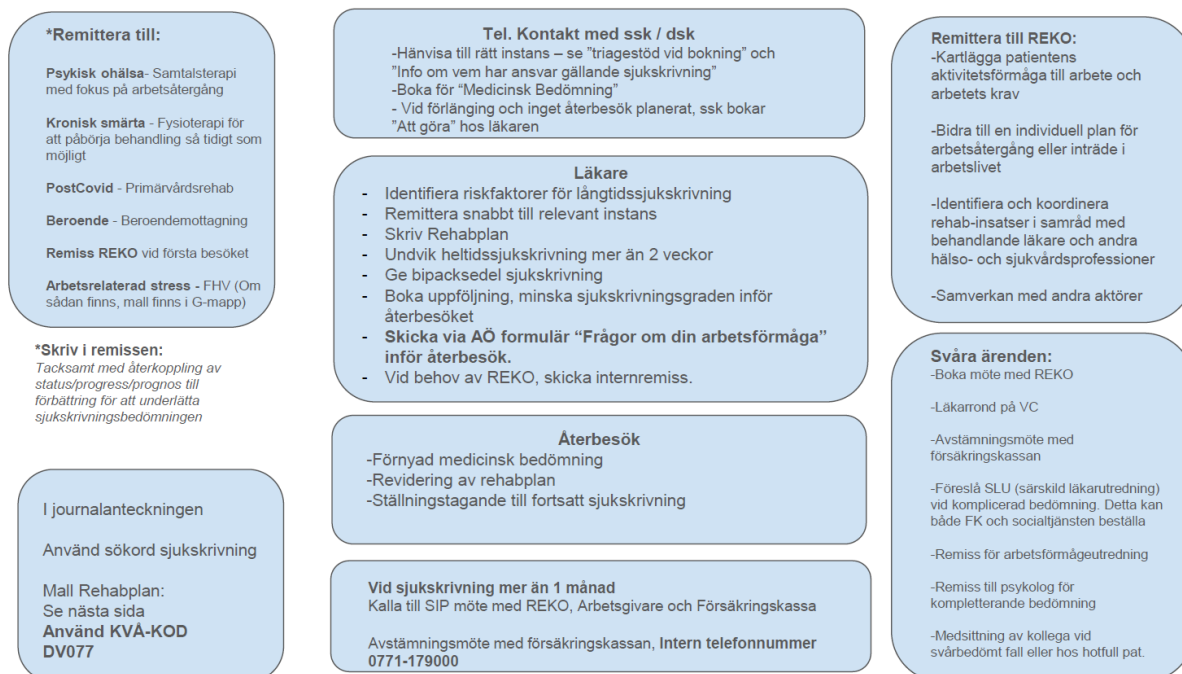 *Remittera till:
Psykisk ohälsa- Samtalsterapi
med fokus på arbetsåtergång
Kronisk smärta - Fysioterapi för
att påbörja behandling så tidigt som
möjligt
PostCovid - Primärvårdsrehab
Beroende - Beroendemottagning
Remiss REKO vid första besöket
Arbetsrelaterad stress - FHV (Om
sådan finns, mall finns i G-mapp)
*Skriv i remissen:
Tacksamt med återkoppling av
status/progress/prognos till
förbättring för att underlätta
sjukskrivningsbedömningen
I journalanteckningen
Använd sökord sjukskrivning
Mall Rehabplan:
Se nästa sida
Använd KVÅ-KOD
DV077
Tel. Kontakt med ssk / dsk
-Hänvisa till rätt instans – se "triagestöd vid bokning" och
"Info om vem har ansvar gällande sjukskrivning"
-Boka för "Medicinsk Bedömning"
- Vid förlänging och inget återbesök planerat, ssk bokar
"Att göra" hos läkaren
Läkare
- Identifiera riskfaktorer för långtidssjukskrivning
- Remittera snabbt till relevant instans
- Skriv Rehabplan
- Undvik heltidssjukskrivning mer än 2 veckor
- Ge bipacksedel sjukskrivning
- Boka uppföljning, minska sjukskrivningsgraden inför
återbesöket
- Skicka via AÖ formulär "Frågor om din arbetsförmåga"
inför återbesök.
- Vid behov av REKO, skicka internremiss.
Återbesök
-Förnyad medicinsk bedömning
-Revidering av rehabplan
-Ställningstagande till fortsatt sjukskrivning
Vid sjukskrivning mer än 1 månad
Kalla till SIP möte med REKO, Arbetsgivare och Försäkringskassa
Avstämningsmöte med försäkringskassan, Intern telefonnummer
0771-179000
Remittera till REKO:
-Kartlägga patientens
aktivitetsförmåga till arbete och
arbetets krav
-Bidra till en individuell plan för
arbetsåtergång eller inträde i
arbetslivet
-Identifiera och koordinera
rehab-insatser i samråd med
behandlande läkare och andra
hälso- och sjukvårdsprofessioner
-Samverkan med andra aktörer
Svåra ärenden:
-Boka möte med REKO
-Läkarrond på VC
-Avstämningsmöte med
försäkringskassan
-Föreslå SLU (särskild läkarutredning)
vid komplicerad bedömning. Detta kan
både FK och socialtjänsten beställa
-Remiss för arbetsförmågeutredning
-Remiss till psykolog för
kompletterande bedömning
-Medsittning av kollega vid
svårbedömt fall eller hos hotfull pat.